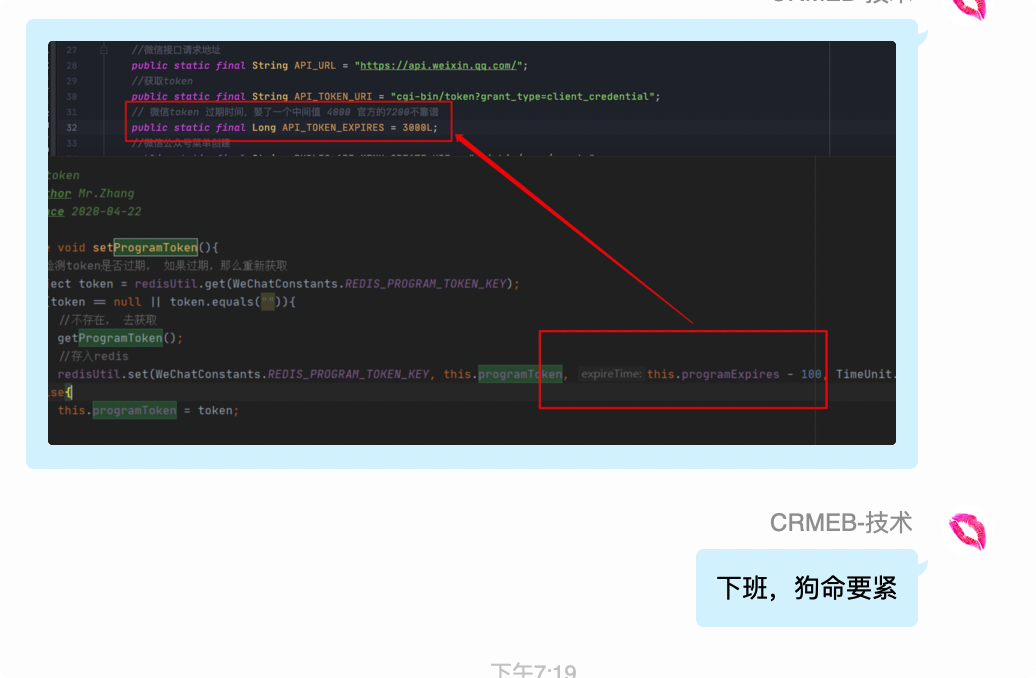 CRMEB-技术
27 //微信接口请求地址
28 public static final String API_URL = "https://api.weixin.qq.com/";
29 //获取token
30 public static final String API_TOKEN_URI = "cgi-bin/token?grant_type=client_credential";
31 // 微信token 过期时间, 娶了一个中间值 4000 官方的7200不靠谱
32 public static final Long API_TOKEN_EXPIRES = 3000L;
33 //微信公众号菜单创建
token
hor Mr.Zhang
ce 2020-04-22
void setProgramToken(){
测token是否过期, 如果过期,那么重新获取
ect token = redisUtil.get(WeChatConstants.REDIS_PROGRAM_TOKEN_KEY);
token == null || token.equals("")){
//不存在, 去获取
getProgramToken();
//存入redis
redisUtil.set(WeChatConstants.REDIS_PROGRAM_TOKEN_KEY, this.programToken, expireTime: this.programExpires - 100, TimeUnit.
se{
this.programToken = token;
CRMEB-技术
下班，狗命要紧
下午7:19